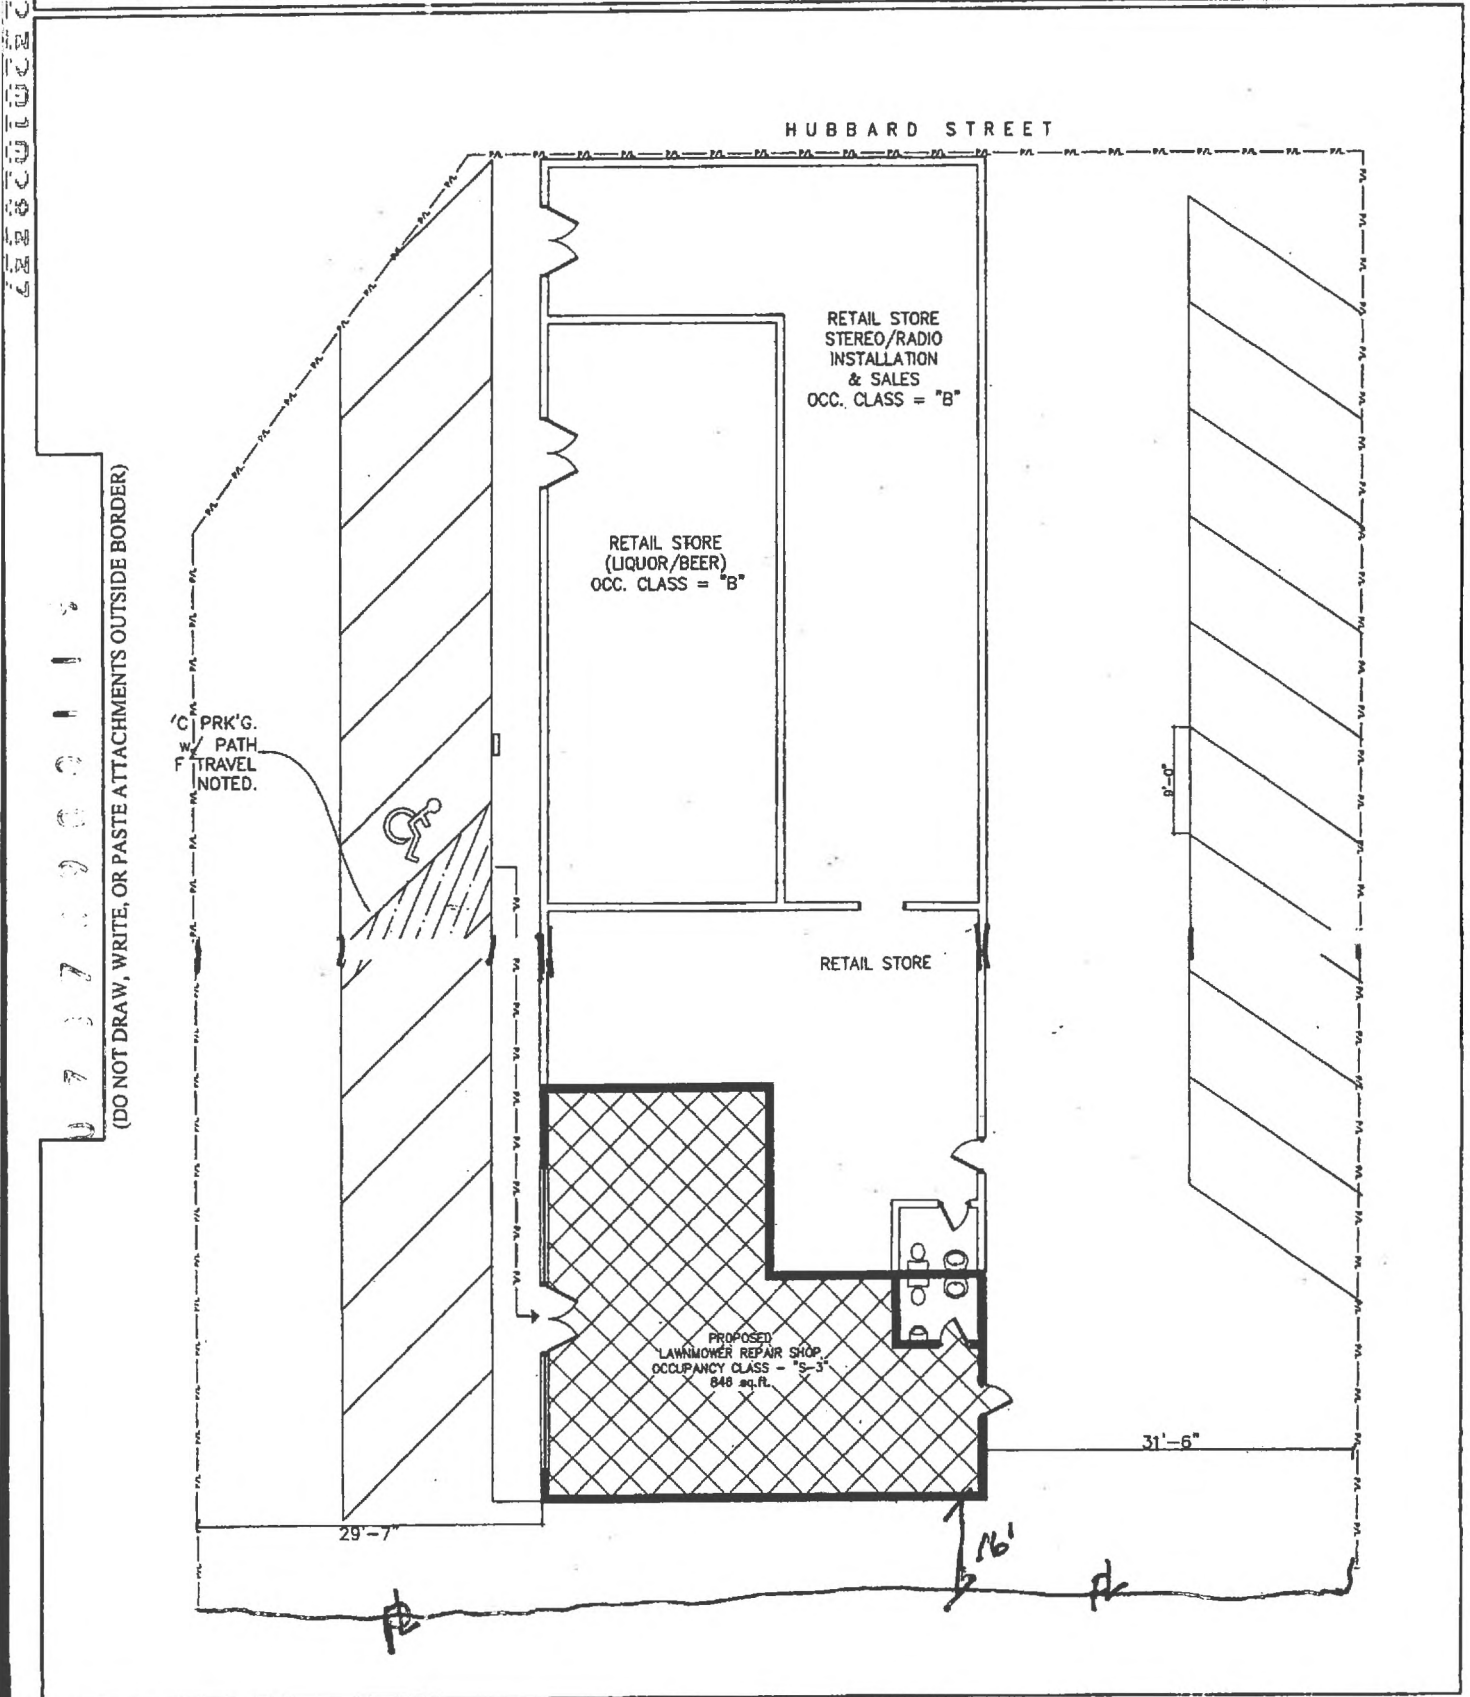 HUBBARD STREET
RETAIL STORE
STEREO/RADIO
INSTALLATION
& SALES
OCC. CLASS = "B"
RETAIL STORE
(LIQUOR/BEER)
OCC. CLASS = "B"
(DO NOT DRAW, WRITE, OR PASTE ATTACHMENTS OUTSIDE BORDER)
'C PRK'G.
w/ PATH
F TRAVEL
NOTED.
9'-0"
RETAIL STORE
PROPOSED
LAWNMOWER REPAIR SHOP
OCCUPANCY CLASS - "S-3"
848 sq.ft.
31'-6"
29'-7"
16'
PL
PL